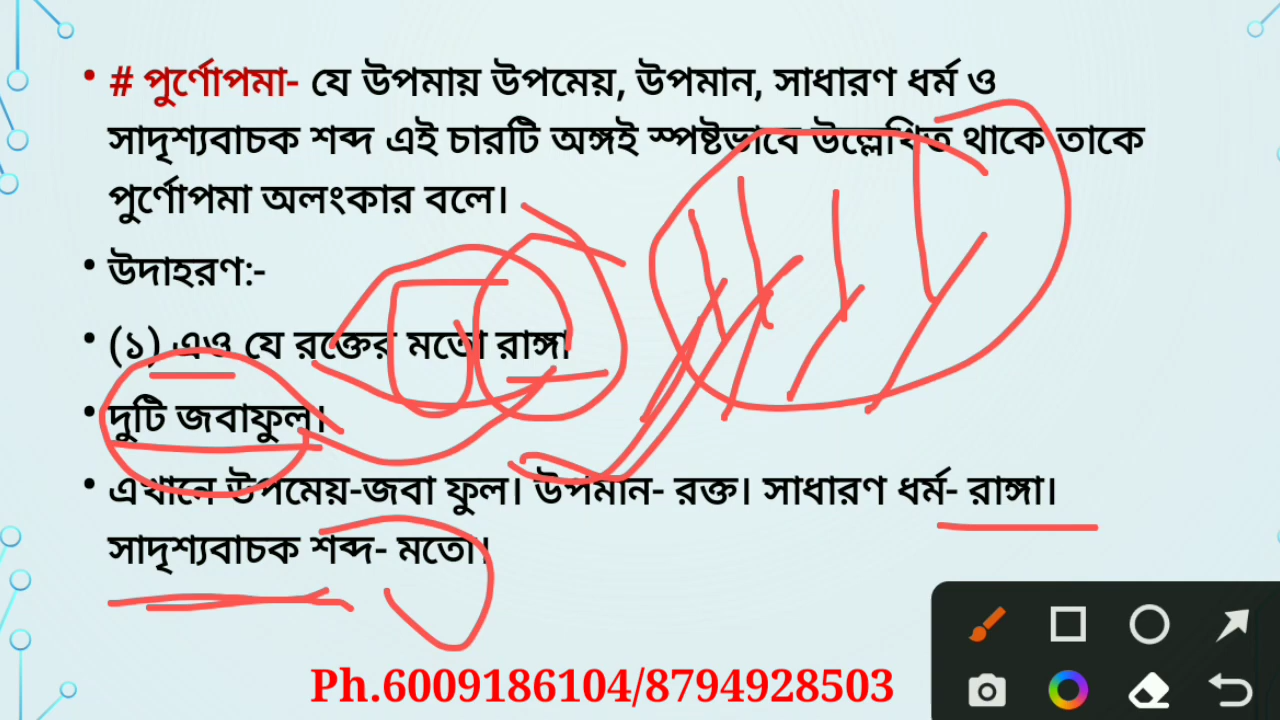 • # পুর্ণোপমা- যে উপমায় উপমেয়, উপমান, সাধারণ ধর্ম ও
সাদৃশ্যবাচক শব্দ এই চারটি অঙ্গই স্পষ্টভাবে উল্লেখিত থাকে তাকে
পুর্ণোপমা অলংকার বলে।
• উদাহরণ:-
• (১) এও যে রক্তের মতো রাঙ্গা
• দুটি জবাফুল।
• এখানে উপমেয়-জবা ফুল। উপমান- রক্ত। সাধারণ ধর্ম- রাঙ্গা।
সাদৃশ্যবাচক শব্দ- মতো।
Ph.6009186104/8794928503